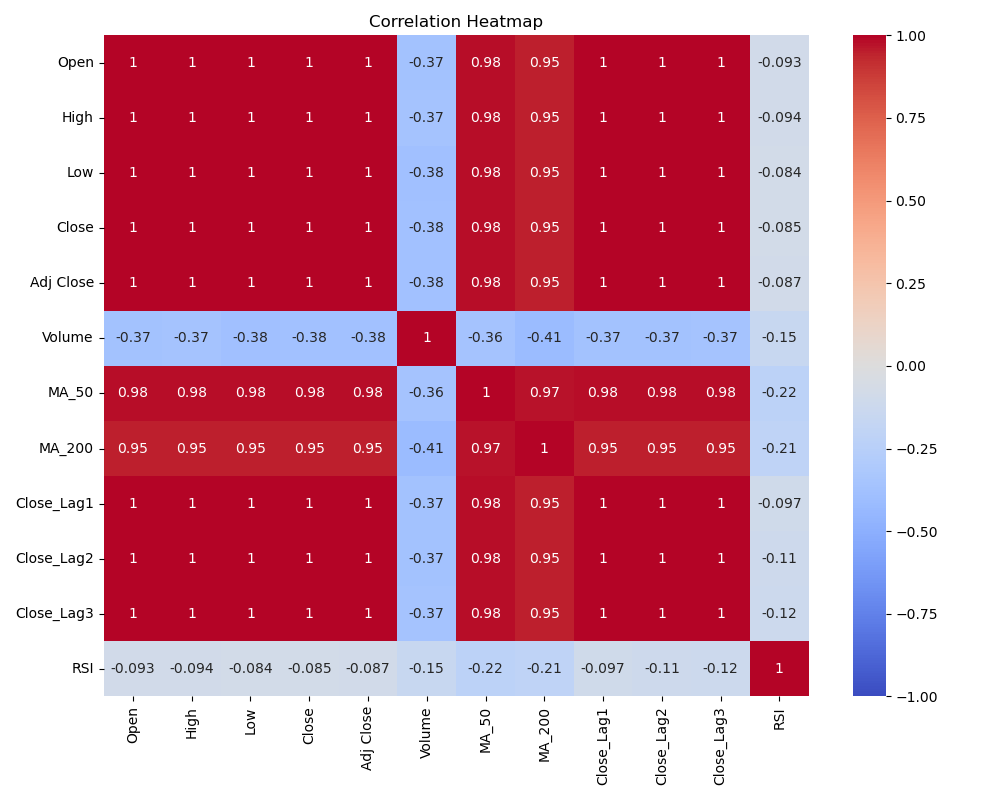 Correlation Heatmap
Open 1 1 1 1 1 -0.37 0.98 0.95 1 1 1 -0.093
High 1 1 1 1 1 -0.37 0.98 0.95 1 1 1 -0.094
Low 1 1 1 1 1 -0.38 0.98 0.95 1 1 1 -0.084
Close 1 1 1 1 1 -0.38 0.98 0.95 1 1 1 -0.085
Adj Close 1 1 1 1 1 -0.38 0.98 0.95 1 1 1 -0.087
Volume -0.37 -0.37 -0.38 -0.38 -0.38 1 -0.36 -0.41 -0.37 -0.37 -0.37 -0.15
MA_50 0.98 0.98 0.98 0.98 0.98 -0.36 1 0.97 0.98 0.98 0.98 -0.22
MA_200 0.95 0.95 0.95 0.95 0.95 -0.41 0.97 1 0.95 0.95 0.95 -0.21
Close_Lag1 1 1 1 1 1 -0.37 0.98 0.95 1 1 1 -0.097
Close_Lag2 1 1 1 1 1 -0.37 0.98 0.95 1 1 1 -0.11
Close_Lag3 1 1 1 1 1 -0.37 0.98 0.95 1 1 1 -0.12
RSI -0.093 -0.094 -0.084 -0.085 -0.087 -0.15 -0.22 -0.21 -0.097 -0.11 -0.12 1
Open High Low Close Adj Close Volume MA_50 MA_200 Close_Lag1 Close_Lag2 Close_Lag3 RSI
1.00
0.75
0.50
0.25
0.00
−0.25
−0.50
−0.75
−1.00